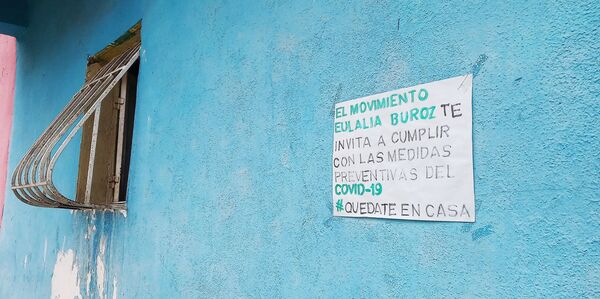 EL MOVIMIENTO
EULALIA BUROZ TE
INVITA A CUMPLIR
CON LAS MEDIDAS
PREVENTIVAS DEL
COVID-19
#QUEDATE EN CASA